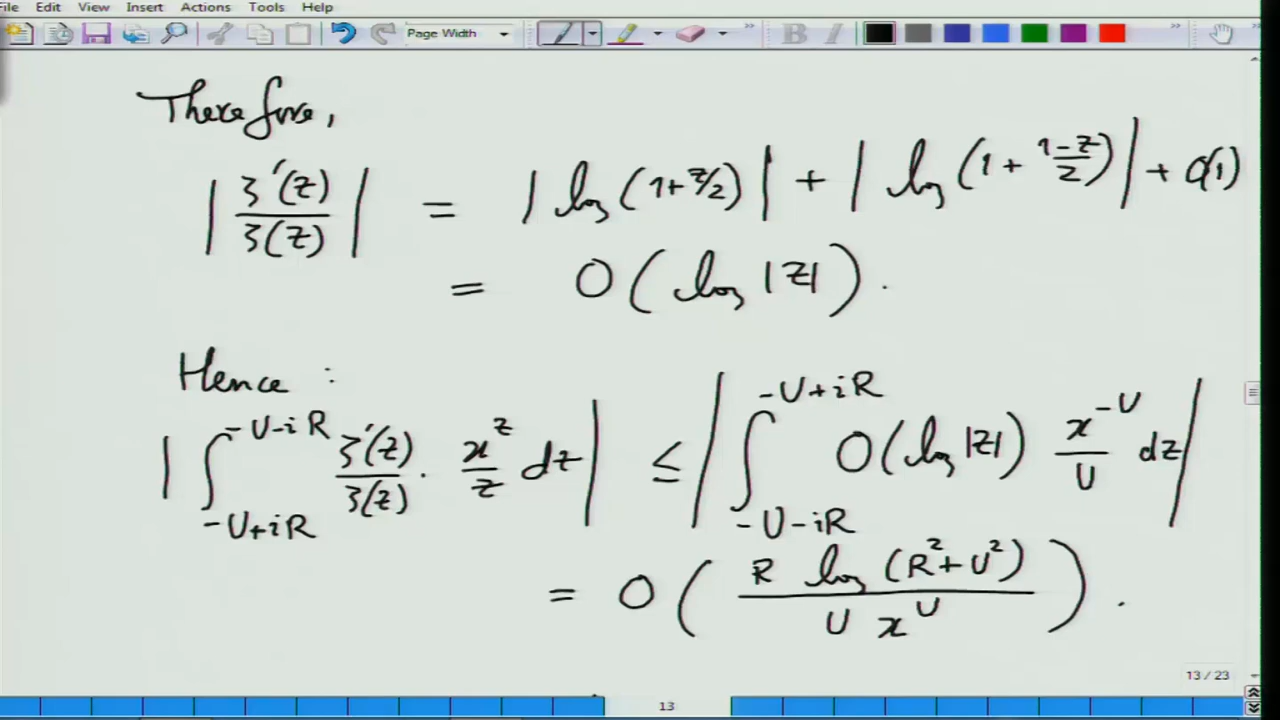 File Edit View Insert Actions Tools Help
Page Width B I
Therefore,
| ζ'(z) / ζ(z) | = | log (1+z/2) | + | log (1 + (1-z)/2) | + O(1)
= O ( log |z| ) .
Hence :
| ∫_{-U+iR}^{-U-iR} ζ'(z)/ζ(z) · x^z/z dz | ≤ | ∫_{-U-iR}^{-U+iR} O(log |z|) x^{-U}/U dz |
= O ( R log (R²+U²) / U x^U ) .
13 / 23
13